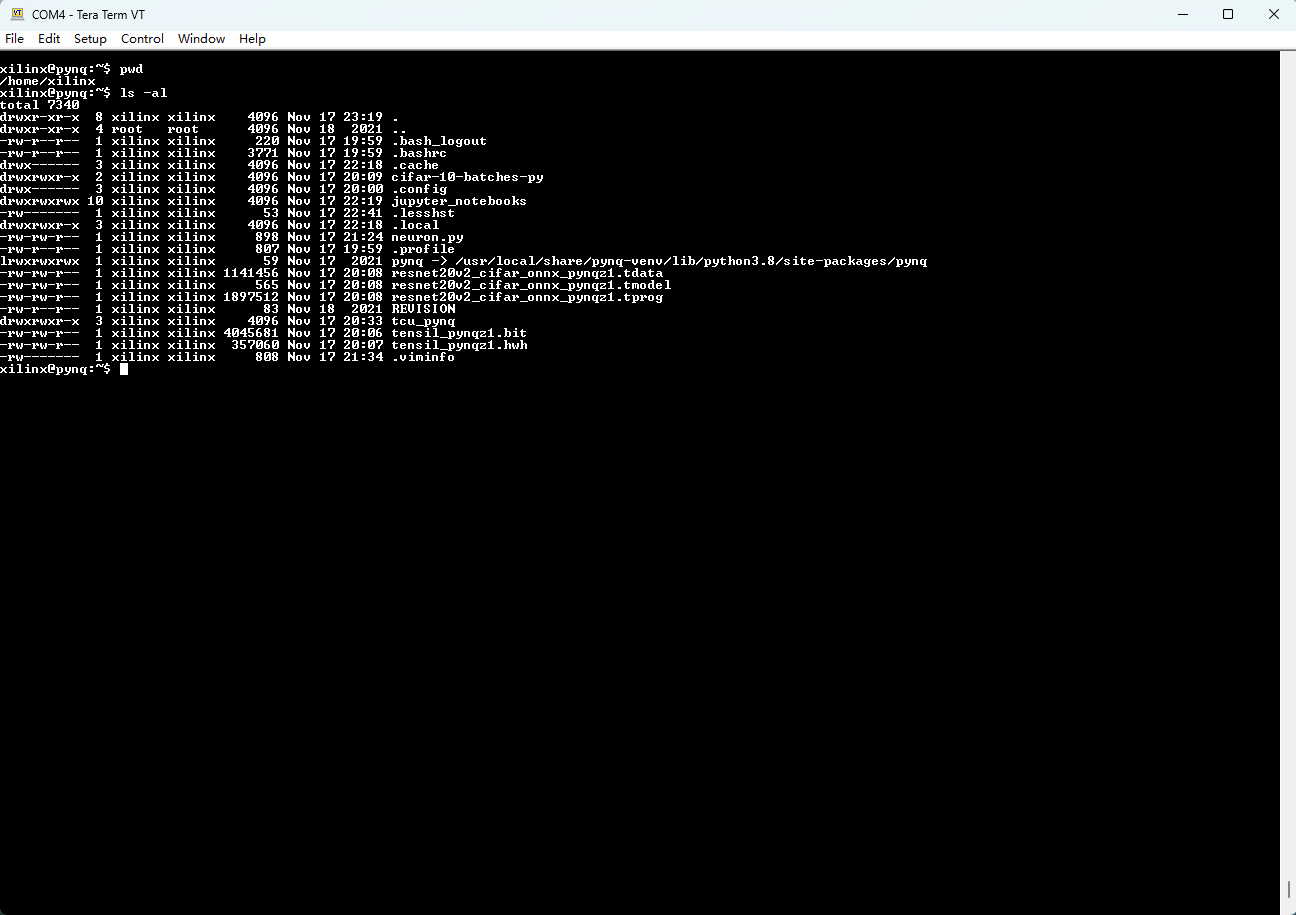 COM4 - Tera Term VT
File Edit Setup Control Window Help
xilinx@pynq:~$ pwd
/home/xilinx
xilinx@pynq:~$ ls -al
total 7340
drwxr-xr-x  8 xilinx xilinx    4096 Nov 17 23:19 .
drwxr-xr-x  4 root   root      4096 Nov 18  2021 ..
-rw-r--r--  1 xilinx xilinx     220 Nov 17 19:59 .bash_logout
-rw-r--r--  1 xilinx xilinx    3771 Nov 17 19:59 .bashrc
drwx------  3 xilinx xilinx    4096 Nov 17 22:18 .cache
drwxrwxr-x  2 xilinx xilinx    4096 Nov 17 20:09 cifar-10-batches-py
drwx------  3 xilinx xilinx    4096 Nov 17 20:00 .config
drwxrwxrwx 10 xilinx xilinx    4096 Nov 17 22:19 jupyter_notebooks
-rw-------  1 xilinx xilinx      53 Nov 17 22:41 .lesshst
drwxrwxr-x  3 xilinx xilinx    4096 Nov 17 22:18 .local
-rw-rw-r--  1 xilinx xilinx     898 Nov 17 21:24 neuron.py
-rw-r--r--  1 xilinx xilinx     807 Nov 17 19:59 .profile
lrwxrwxrwx  1 xilinx xilinx      59 Nov 17  2021 pynq -> /usr/local/share/pynq-venv/lib/python3.8/site-packages/pynq
-rw-rw-r--  1 xilinx xilinx 1141456 Nov 17 20:08 resnet20v2_cifar_onnx_pynqz1.tdata
-rw-rw-r--  1 xilinx xilinx     565 Nov 17 20:08 resnet20v2_cifar_onnx_pynqz1.tmodel
-rw-rw-r--  1 xilinx xilinx 1897512 Nov 17 20:08 resnet20v2_cifar_onnx_pynqz1.tprog
-rw-r--r--  1 xilinx xilinx      83 Nov 18  2021 REVISION
drwxrwxr-x  3 xilinx xilinx    4096 Nov 17 20:33 tcu_pynq
-rw-rw-r--  1 xilinx xilinx 4045681 Nov 17 20:06 tensil_pynqz1.bit
-rw-rw-r--  1 xilinx xilinx  357060 Nov 17 20:07 tensil_pynqz1.hwh
-rw-------  1 xilinx xilinx     808 Nov 17 21:34 .viminfo
xilinx@pynq:~$